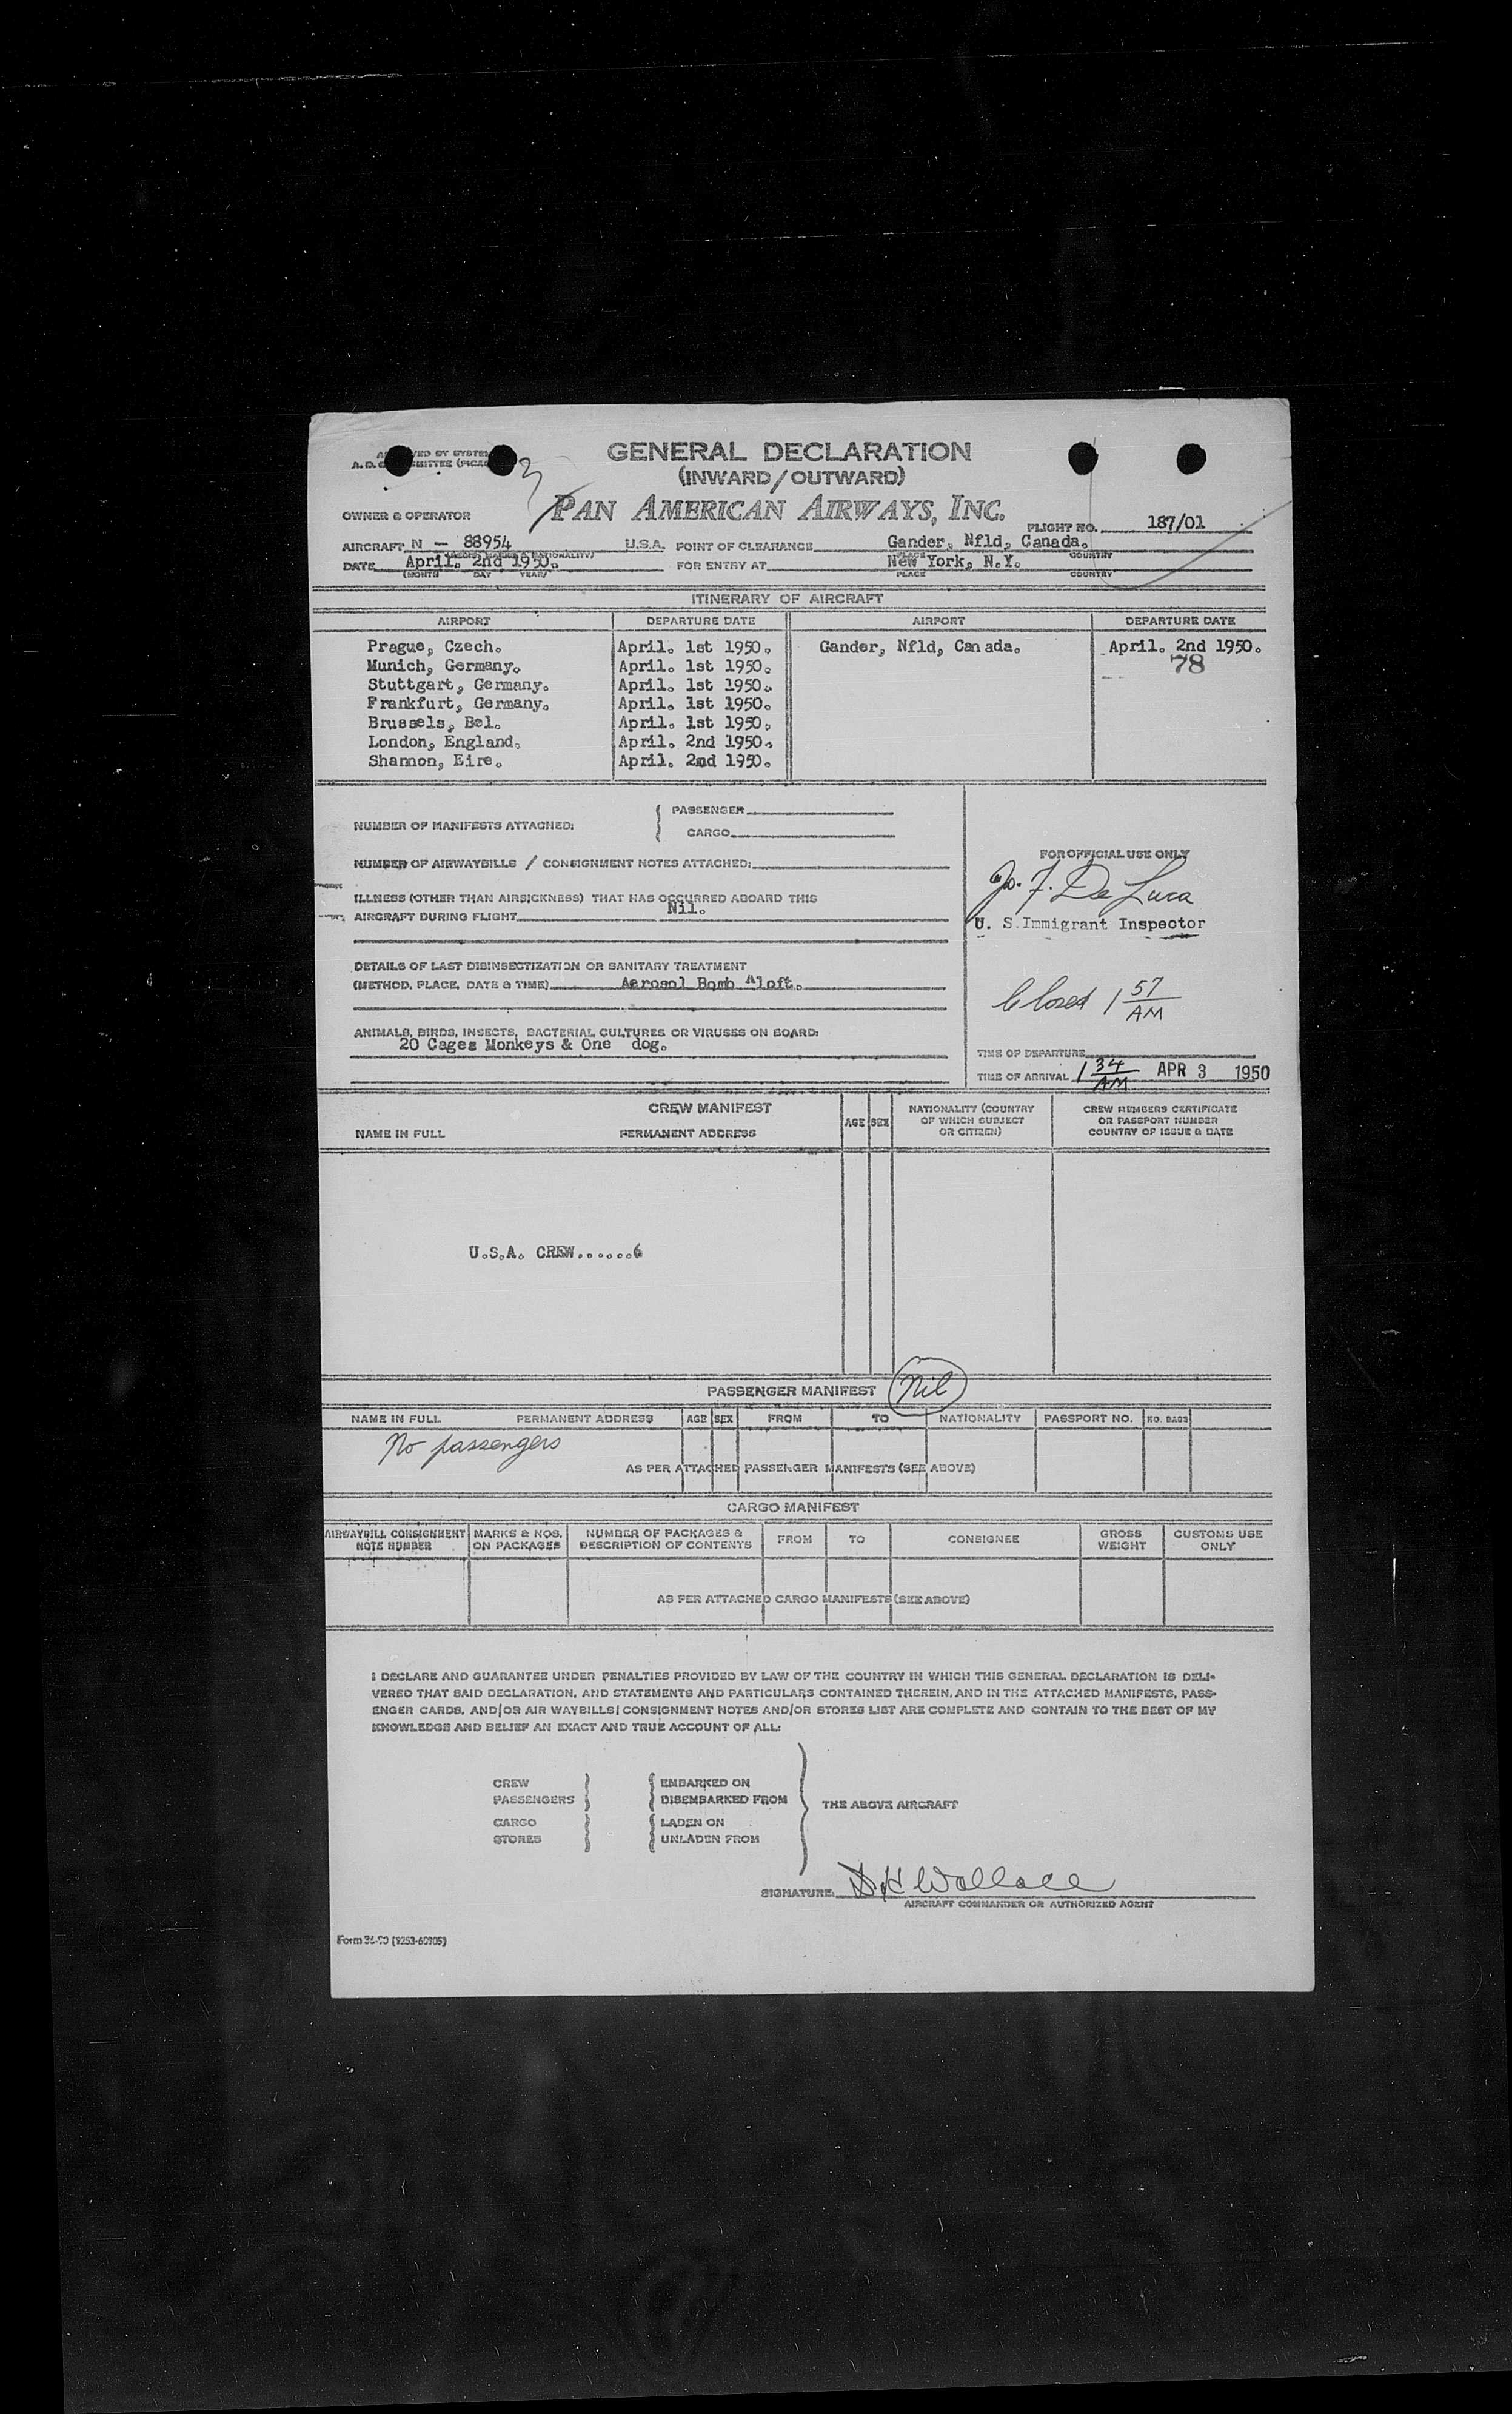 GENERAL DECLARATION
(INWARD/OUTWARD)
PAN AMERICAN AIRWAYS, INC.
OWNER & OPERATOR
FLIGHT NO. 187/01
AIRCRAFT N - 88954 U.S.A. POINT OF CLEARANCE Gander, Nfld, Canada.
PLACE COUNTRY
DATE April. 2nd 1950. FOR ENTRY AT New York, N.Y.
(MONTH DAY YEAR) PLACE COUNTRY
ITINERARY OF AIRCRAFT
AIRPORT DEPARTURE DATE AIRPORT DEPARTURE DATE
Prague, Czech. April. 1st 1950. Gander, Nfld, Canada. April. 2nd 1950.
Munich, Germany. April. 1st 1950. 78
Stuttgart, Germany. April. 1st 1950.
Frankfurt, Germany. April. 1st 1950.
Brussels, Bel. April. 1st 1950.
London, England. April. 2nd 1950.
Shannon, Eire. April. 2nd 1950.
NUMBER OF MANIFESTS ATTACHED: PASSENGER
CARGO
NUMBER OF AIRWAYBILLS / CONSIGNMENT NOTES ATTACHED:
ILLNESS (OTHER THAN AIRSICKNESS) THAT HAS OCCURRED ABOARD THIS
AIRCRAFT DURING FLIGHT Nil.
DETAILS OF LAST DISINSECTIZATION OR SANITARY TREATMENT
(METHOD, PLACE, DATE & TIME) Aerosol Bomb Aloft.
ANIMALS, BIRDS, INSECTS, BACTERIAL CULTURES OR VIRUSES ON BOARD:
20 Cages Monkeys & One dog.
FOR OFFICIAL USE ONLY
Jo. F. De Luca
U. S. Immigrant Inspector
Closed 1 57 AM
TIME OF DEPARTURE
TIME OF ARRIVAL 1 34 AM APR 3 1950
CREW MANIFEST
NAME IN FULL PERMANENT ADDRESS AGE SEX NATIONALITY (COUNTRY OF WHICH SUBJECT OR CITIZEN) CREW MEMBERS CERTIFICATE OR PASSPORT NUMBER COUNTRY OF ISSUE & DATE
U.S.A. CREW......6
PASSENGER MANIFEST Nil
NAME IN FULL PERMANENT ADDRESS AGE SEX FROM TO NATIONALITY PASSPORT NO. NO. BAGS
No passengers
AS PER ATTACHED PASSENGER MANIFESTS (SEE ABOVE)
CARGO MANIFEST
AIRWAYBILL CONSIGNMENT NOTE NUMBER MARKS & NOS. ON PACKAGES NUMBER OF PACKAGES & DESCRIPTION OF CONTENTS FROM TO CONSIGNEE GROSS WEIGHT CUSTOMS USE ONLY
AS PER ATTACHED CARGO MANIFESTS (SEE ABOVE)
I DECLARE AND GUARANTEE UNDER PENALTIES PROVIDED BY LAW OF THE COUNTRY IN WHICH THIS GENERAL DECLARATION IS DELI-
VERED THAT SAID DECLARATION, AND STATEMENTS AND PARTICULARS CONTAINED THEREIN, AND IN THE ATTACHED MANIFESTS, PASS-
ENGER CARDS, AND/OR AIR WAYBILLS/CONSIGNMENT NOTES AND/OR STORES LIST ARE COMPLETE AND CONTAIN TO THE BEST OF MY
KNOWLEDGE AND BELIEF AN EXACT AND TRUE ACCOUNT OF ALL:
CREW EMBARKED ON
PASSENGERS DISEMBARKED FROM THE ABOVE AIRCRAFT
CARGO LADEN ON
STORES UNLADEN FROM
SIGNATURE: Wallace
AIRCRAFT COMMANDER OR AUTHORIZED AGENT